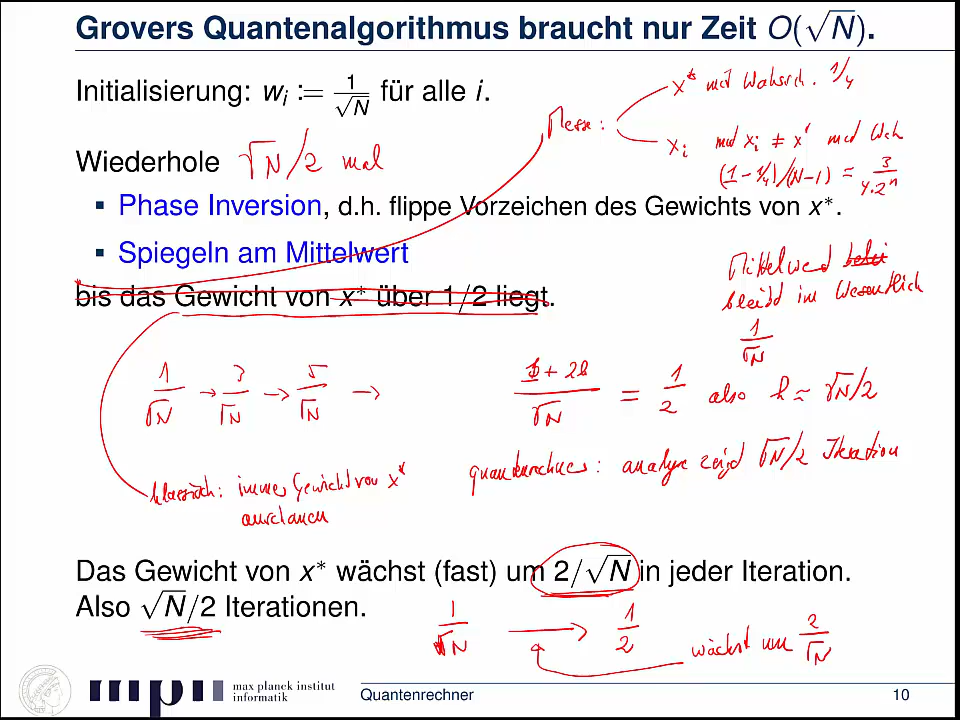 Grovers Quantenalgorithmus braucht nur Zeit O(√N).
Initialisierung: wᵢ := 1/√N für alle i.
Messe: x* mit Wahrsch. 1/4
xᵢ mit xᵢ ≠ x* mit Wsh
(1 - 1/4)/(N-1) ≈ 3/(4·2ⁿ)
Wiederhole √N/2 mal
▪ Phase Inversion, d.h. flippe Vorzeichen des Gewichts von x*.
▪ Spiegeln am Mittelwert
bis das Gewicht von x* über 1/2 liegt.
Mittelwert
bleibt im Wesentlich
1/√N
1/√N → 3/√N → 5/√N → (1+2k)/√N = 1/2 also k ≈ √N/2
klassisch: immer Gewicht von x*
anschauen
quantenrechner: analyse zeigt √N/2 Iteration
Das Gewicht von x* wächst (fast) um 2/√N in jeder Iteration.
Also √N/2 Iterationen.
1/√N → 1/2 wächst um 2/√N
max planck institut
informatik
Quantenrechner
10